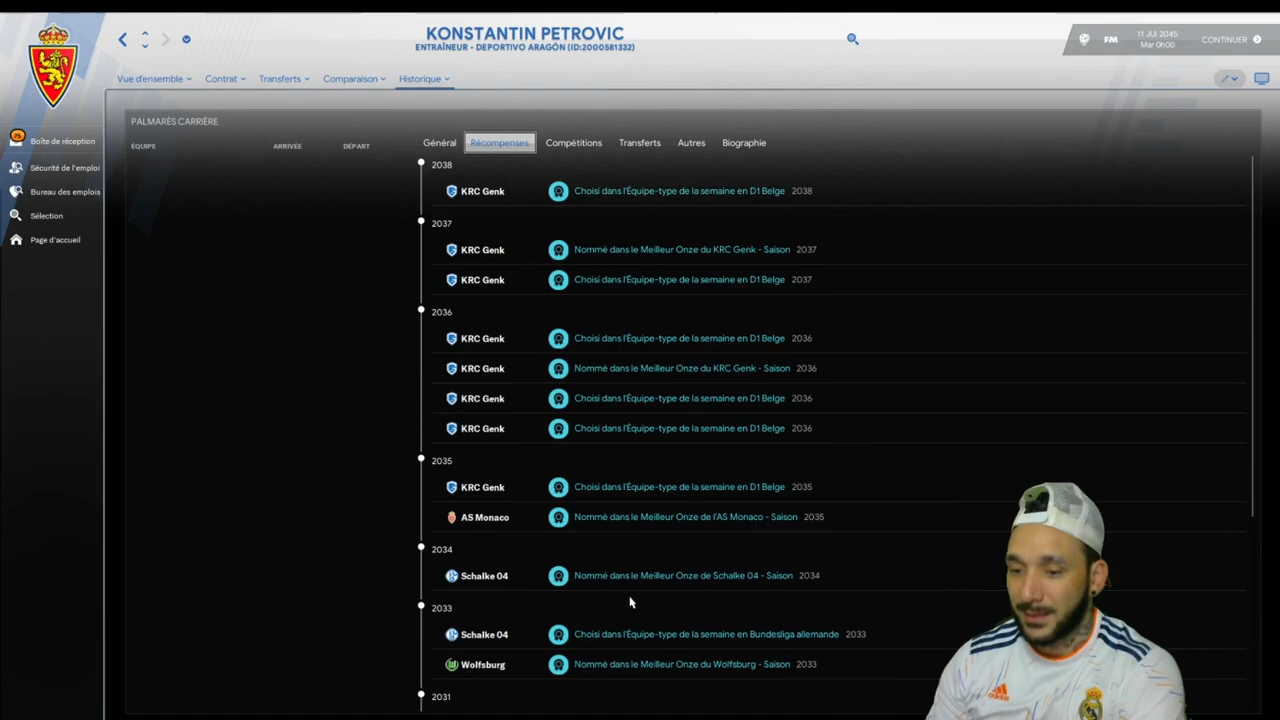 KONSTANTIN PETROVIC
ENTRAÎNEUR - DEPORTIVO ARAGÓN (ID:2000581332)
FM
11 JUI 2045
Mar 0h00
CONTINUER
Vue d'ensemble
Contrat
Transferts
Comparaison
Historique
75
Boîte de réception
Sécurité de l'emploi
Bureau des emplois
Sélection
Page d'accueil
PALMARÈS CARRIÈRE
ÉQUIPE ARRIVÉE DÉPART
Général Récompenses Compétitions Transferts Autres Biographie
2038
KRC Genk Choisi dans l'Équipe-type de la semaine en D1 Belge 2038
2037
KRC Genk Nommé dans le Meilleur Onze du KRC Genk - Saison 2037
KRC Genk Choisi dans l'Équipe-type de la semaine en D1 Belge 2037
2036
KRC Genk Choisi dans l'Équipe-type de la semaine en D1 Belge 2036
KRC Genk Nommé dans le Meilleur Onze du KRC Genk - Saison 2036
KRC Genk Choisi dans l'Équipe-type de la semaine en D1 Belge 2036
KRC Genk Choisi dans l'Équipe-type de la semaine en D1 Belge 2036
2035
KRC Genk Choisi dans l'Équipe-type de la semaine en D1 Belge 2035
AS Monaco Nommé dans le Meilleur Onze de l'AS Monaco - Saison 2035
2034
Schalke 04 Nommé dans le Meilleur Onze de Schalke 04 - Saison 2034
2033
Schalke 04 Choisi dans l'Équipe-type de la semaine en Bundesliga allemande 2033
Wolfsburg Nommé dans le Meilleur Onze du Wolfsburg - Saison 2033
2031
adidas